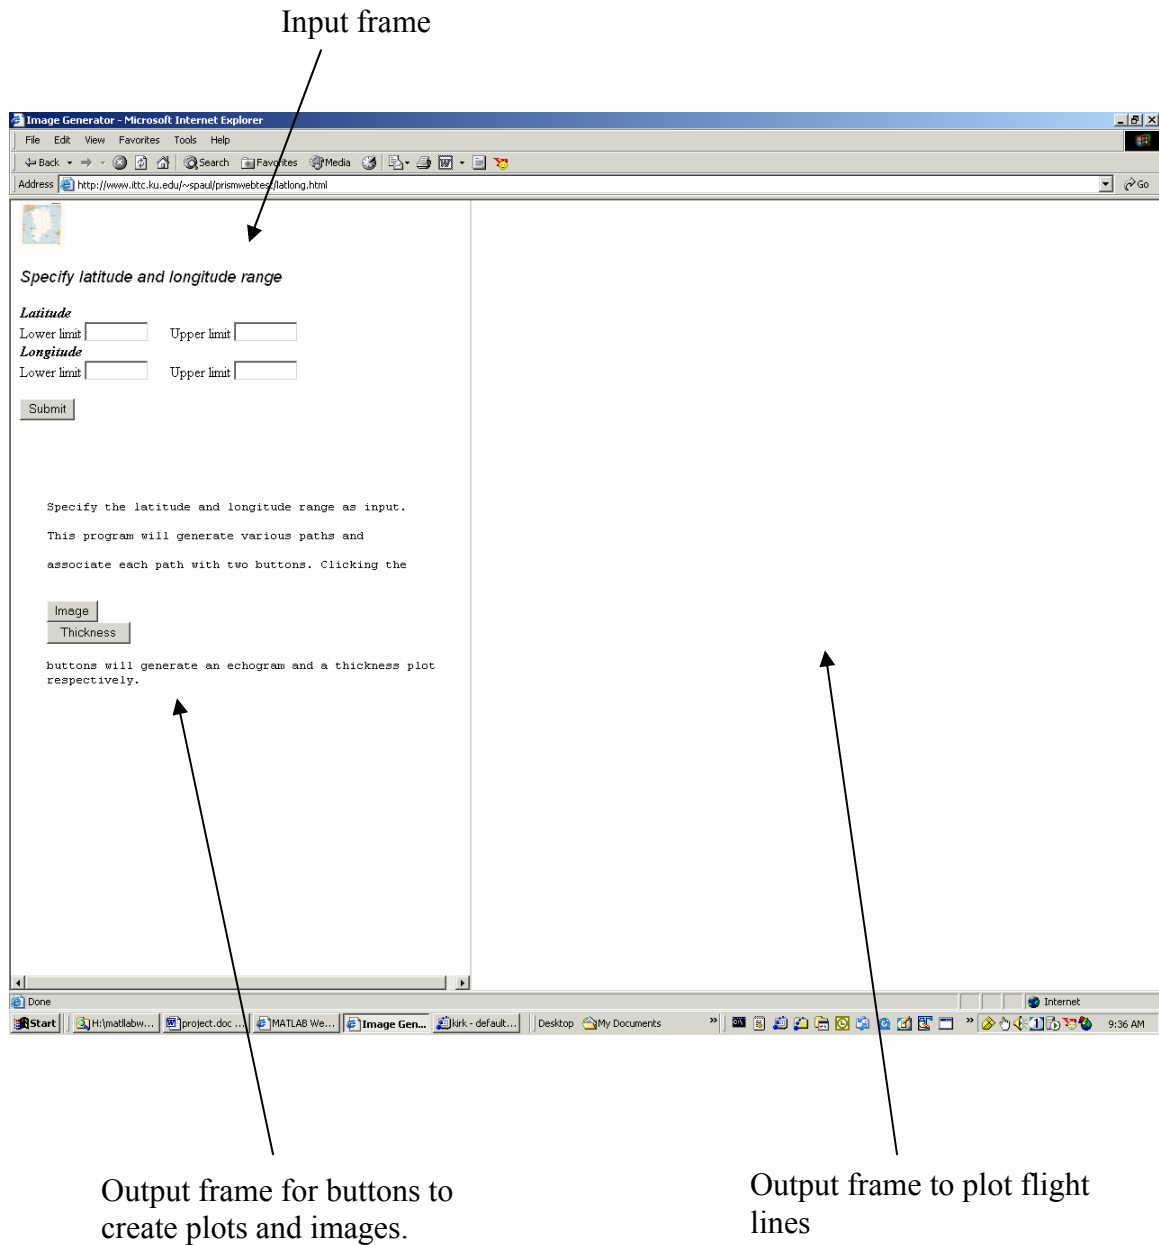 Input frame
Image Generator - Microsoft Internet Explorer
File Edit View Favorites Tools Help
Back Search Favorites Media
Address http://www.ittc.ku.edu/~spaul/prismwebtest/latlong.html Go
Specify latitude and longitude range
Latitude
Lower limit Upper limit
Longitude
Lower limit Upper limit
Submit
Specify the latitude and longitude range as input.
This program will generate various paths and
associate each path with two buttons. Clicking the
Image
Thickness
buttons will generate an echogram and a thickness plot
respectively.
Done Internet
Start H:\matllabw... project.doc ... MATLAB We... Image Gen... kirk - default... Desktop My Documents » » 9:36 AM
Output frame for buttons to
create plots and images.
Output frame to plot flight
lines